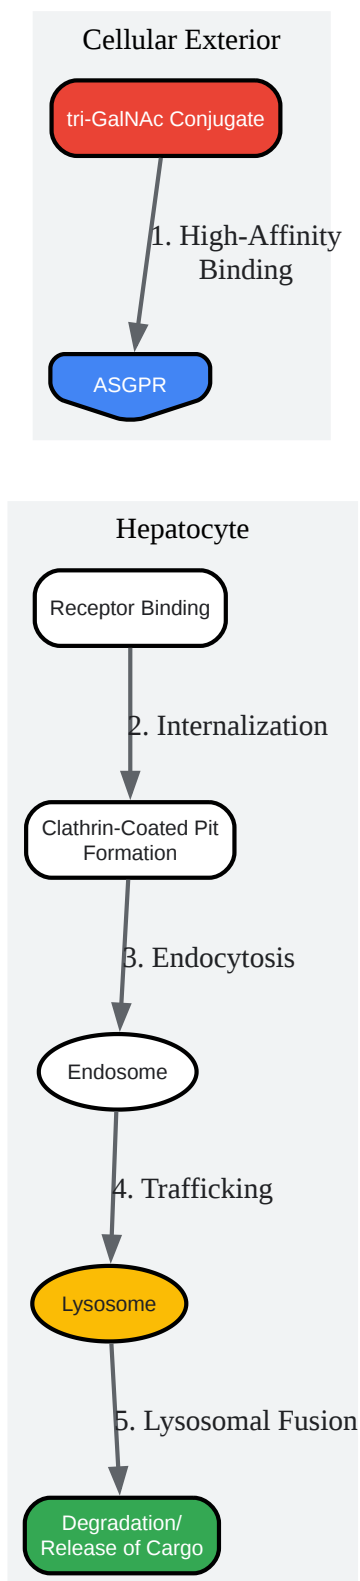 Cellular Exterior
tri-GalNAc Conjugate
1. High-Affinity
Binding
ASGPR
Hepatocyte
Receptor Binding
2. Internalization
Clathrin-Coated Pit
Formation
3. Endocytosis
Endosome
4. Trafficking
Lysosome
5. Lysosomal Fusion
Degradation/
Release of Cargo